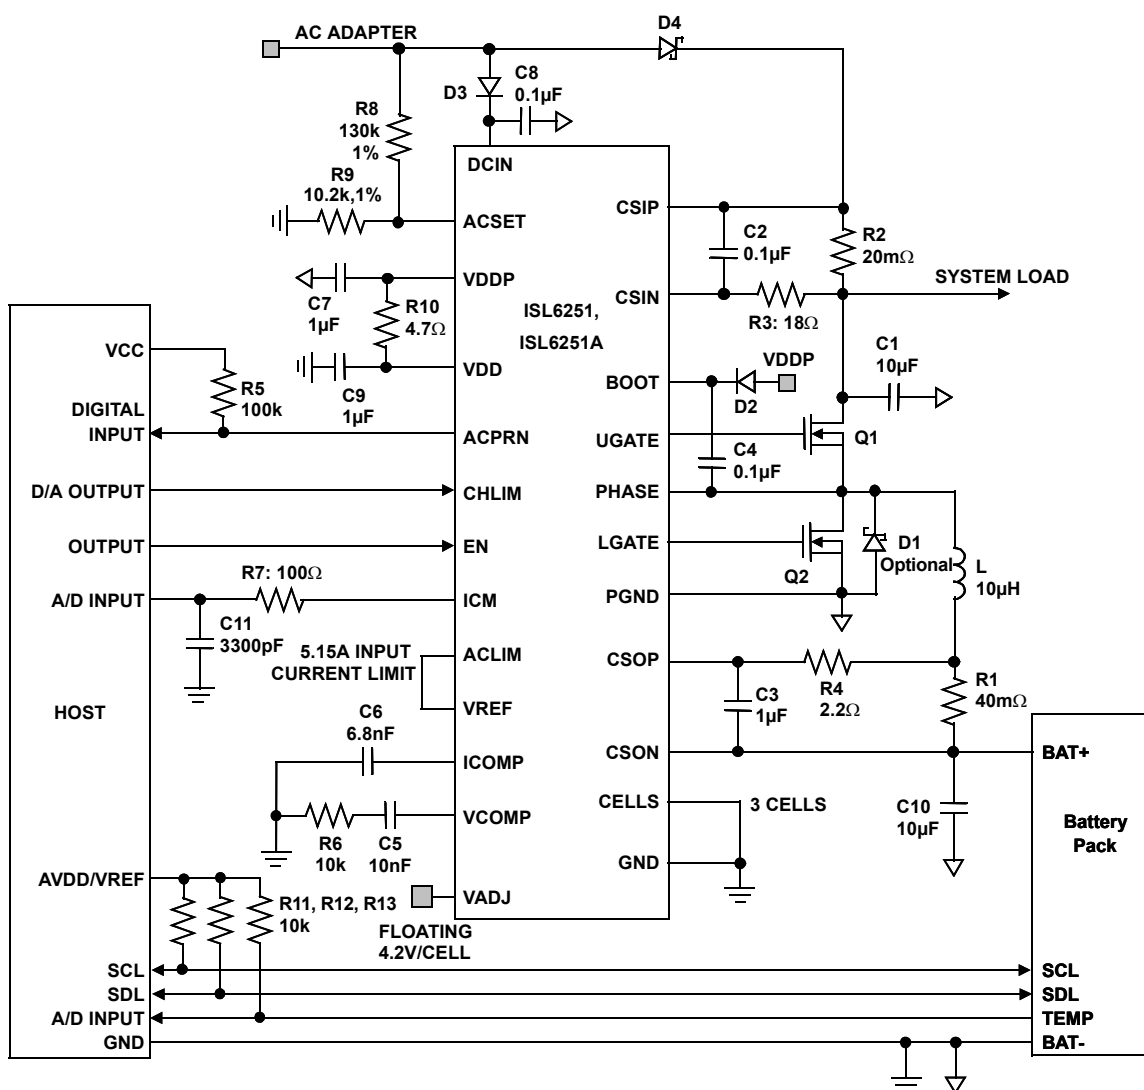 D4
AC ADAPTER
C8
0.1µF
D3
R8
130k
1%
DCIN
R9
10.2k,1%
ACSET
CSIP
C2
0.1µF
R2
20mΩ
VDDP
C7
1µF
R10
4.7Ω
CSIN
R3: 18Ω
SYSTEM LOAD
ISL6251,
ISL6251A
VCC
R5
100k
C9
1µF
VDD
BOOT
VDDP
D2
C1
10µF
DIGITAL
INPUT
ACPRN
UGATE
Q1
C4
0.1µF
D/A OUTPUT
CHLIM
PHASE
OUTPUT
EN
LGATE
Q2
D1
Optional
L
10µH
R7: 100Ω
A/D INPUT
ICM
PGND
C11
3300pF
5.15A INPUT
CURRENT LIMIT
ACLIM
CSOP
R4
2.2Ω
R1
40mΩ
C3
1µF
HOST
VREF
C6
6.8nF
ICOMP
CSON
BAT+
VCOMP
R6
10k
C5
10nF
CELLS
3 CELLS
C10
10µF
Battery
Pack
GND
AVDD/VREF
R11, R12, R13
10k
VADJ
FLOATING
4.2V/CELL
SCL
SCL
SDL
SDL
A/D INPUT
TEMP
GND
BAT-